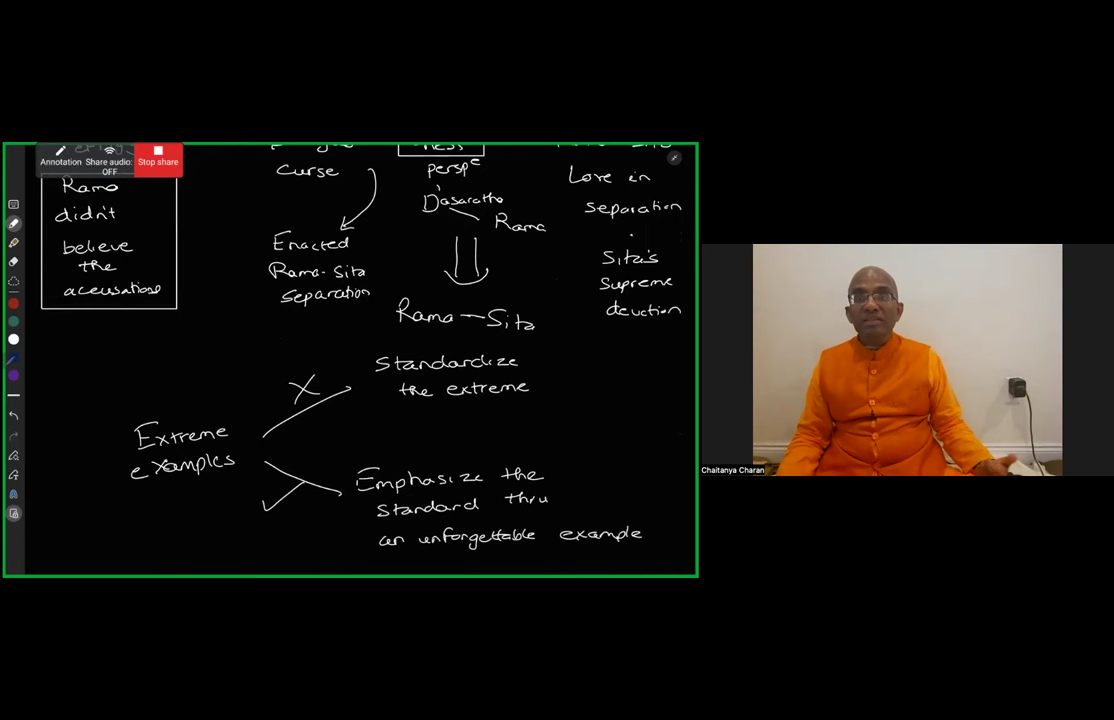 Annotation
Share audio:
OFF
Stop share
Rama
didn't
believe
the
accusations
curse
Enacted
Rama-Sita
separation
perspe
Dasaratha
Rama
Rama — Sita
Love in
separation
Sita's
supreme
devotion
Standardize
the extreme
Extreme
examples
Emphasize the
standard thru
an unforgettable example
Chaitanya Charan